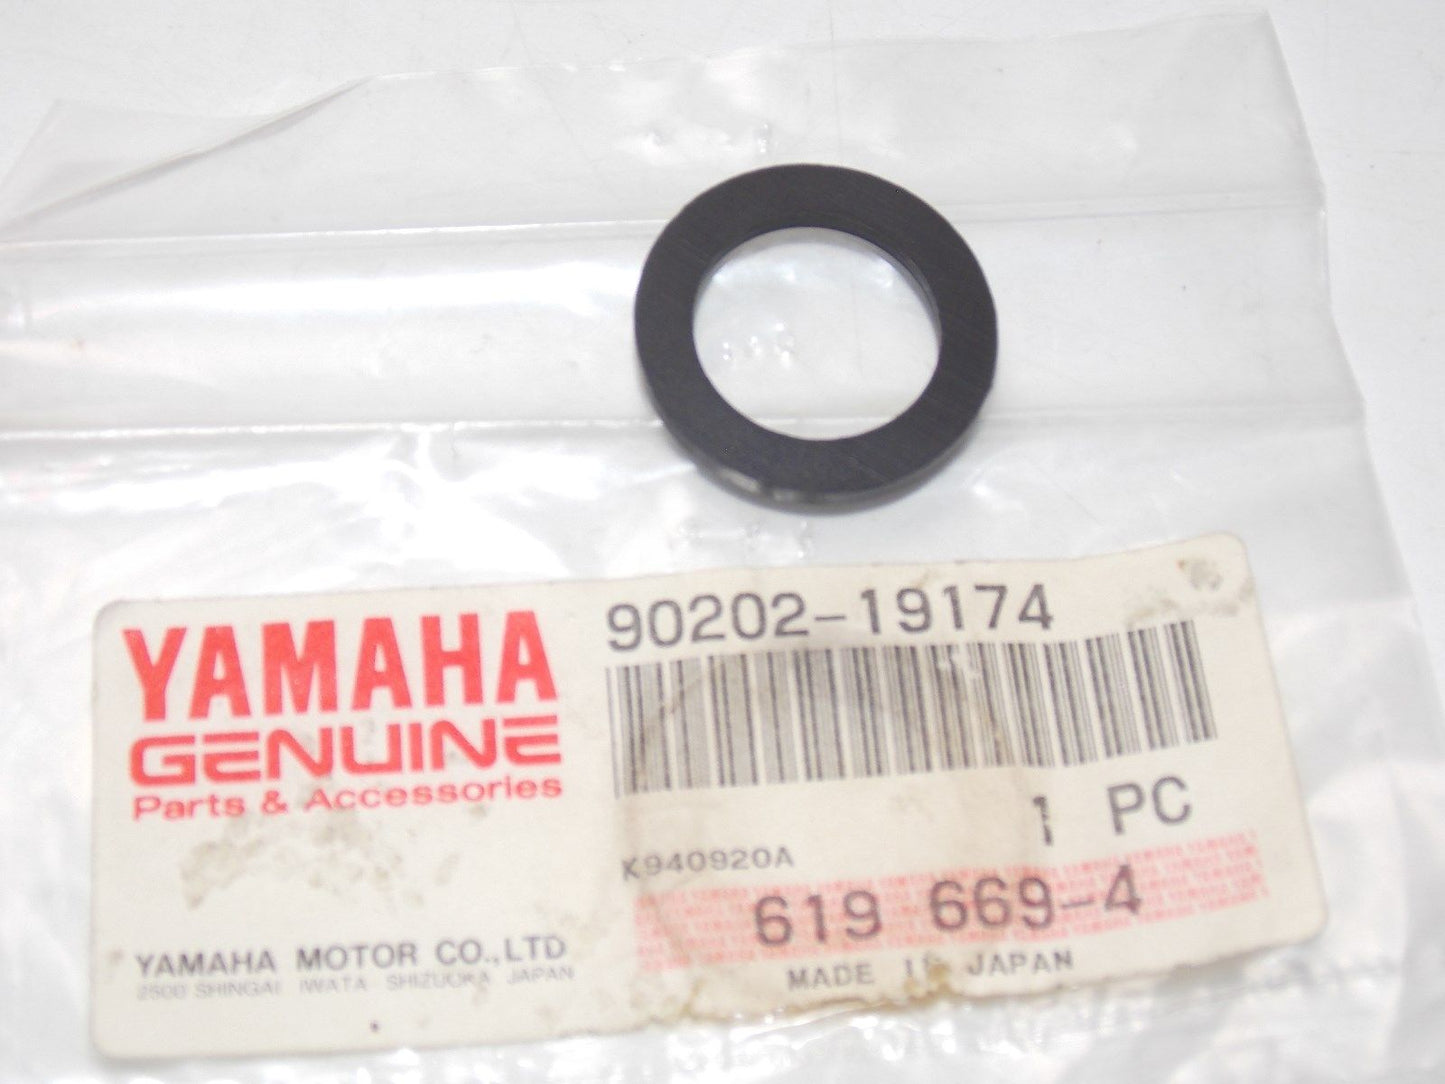 YAMAHA
GENUINE
Parts & Accessories
YAMAHA MOTOR CO.,LTD
2500 SHINGAI IWATA SHIZUOKA JAPAN
90202-19174
1 PC
K940920A
619 669-4
MADE IN JAPAN